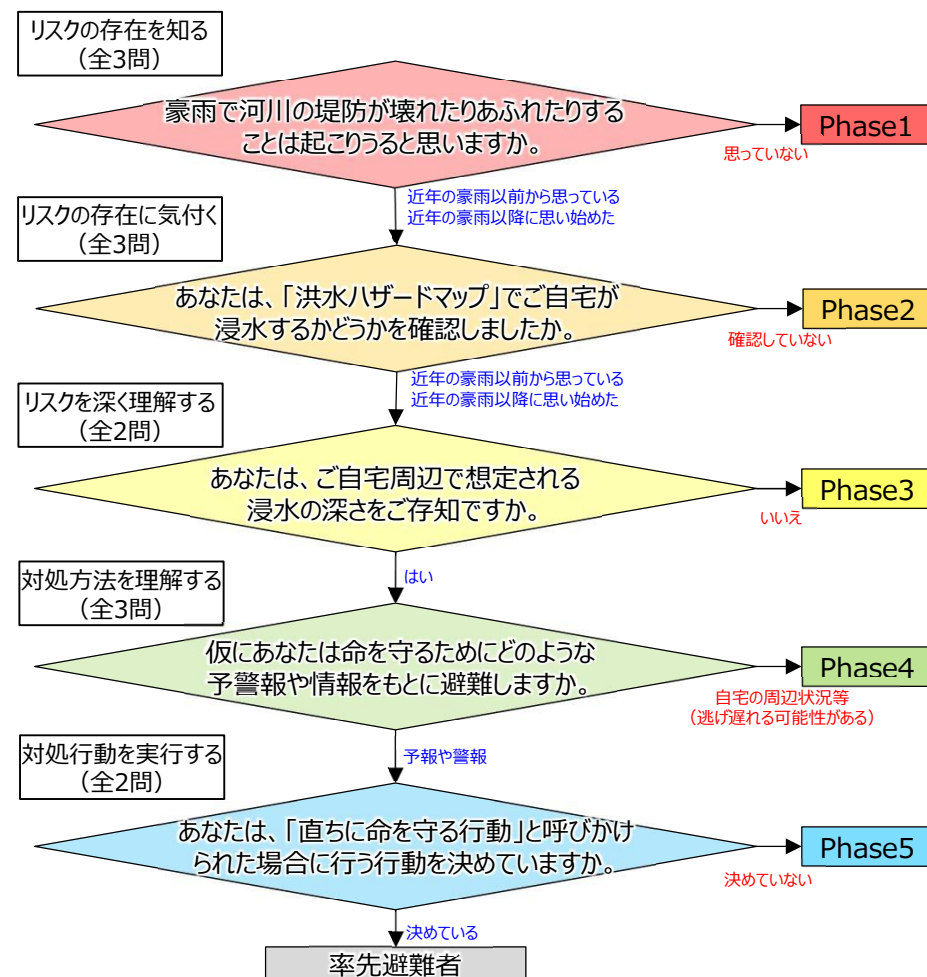 リスクの存在を知る
（全3問）
豪雨で河川の堤防が壊れたりあふれたりする
ことは起こりうると思いますか。
Phase1
思っていない
近年の豪雨以前から思っている
近年の豪雨以降に思い始めた
リスクの存在に気付く
（全3問）
あなたは、「洪水ハザードマップ」でご自宅が
浸水するかどうかを確認しましたか。
Phase2
確認していない
近年の豪雨以前から思っている
近年の豪雨以降に思い始めた
リスクを深く理解する
（全2問）
あなたは、ご自宅周辺で想定される
浸水の深さをご存知ですか。
Phase3
いいえ
はい
対処方法を理解する
（全3問）
仮にあなたは命を守るためにどのような
予警報や情報をもとに避難しますか。
Phase4
自宅の周辺状況等
（逃げ遅れる可能性がある）
予報や警報
対処行動を実行する
（全2問）
あなたは、「直ちに命を守る行動」と呼びかけ
られた場合に行う行動を決めていますか。
Phase5
決めていない
決めている
率先避難者